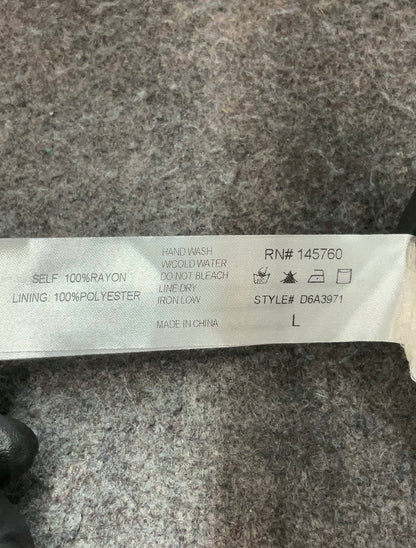 SELF: 100%RAYON
LINING: 100%POLYESTER
HAND WASH
W/COLD WATER
DO NOT BLEACH
LINE DRY
IRON LOW
MADE IN CHINA
RN# 145760
STYLE# D6A3971
L